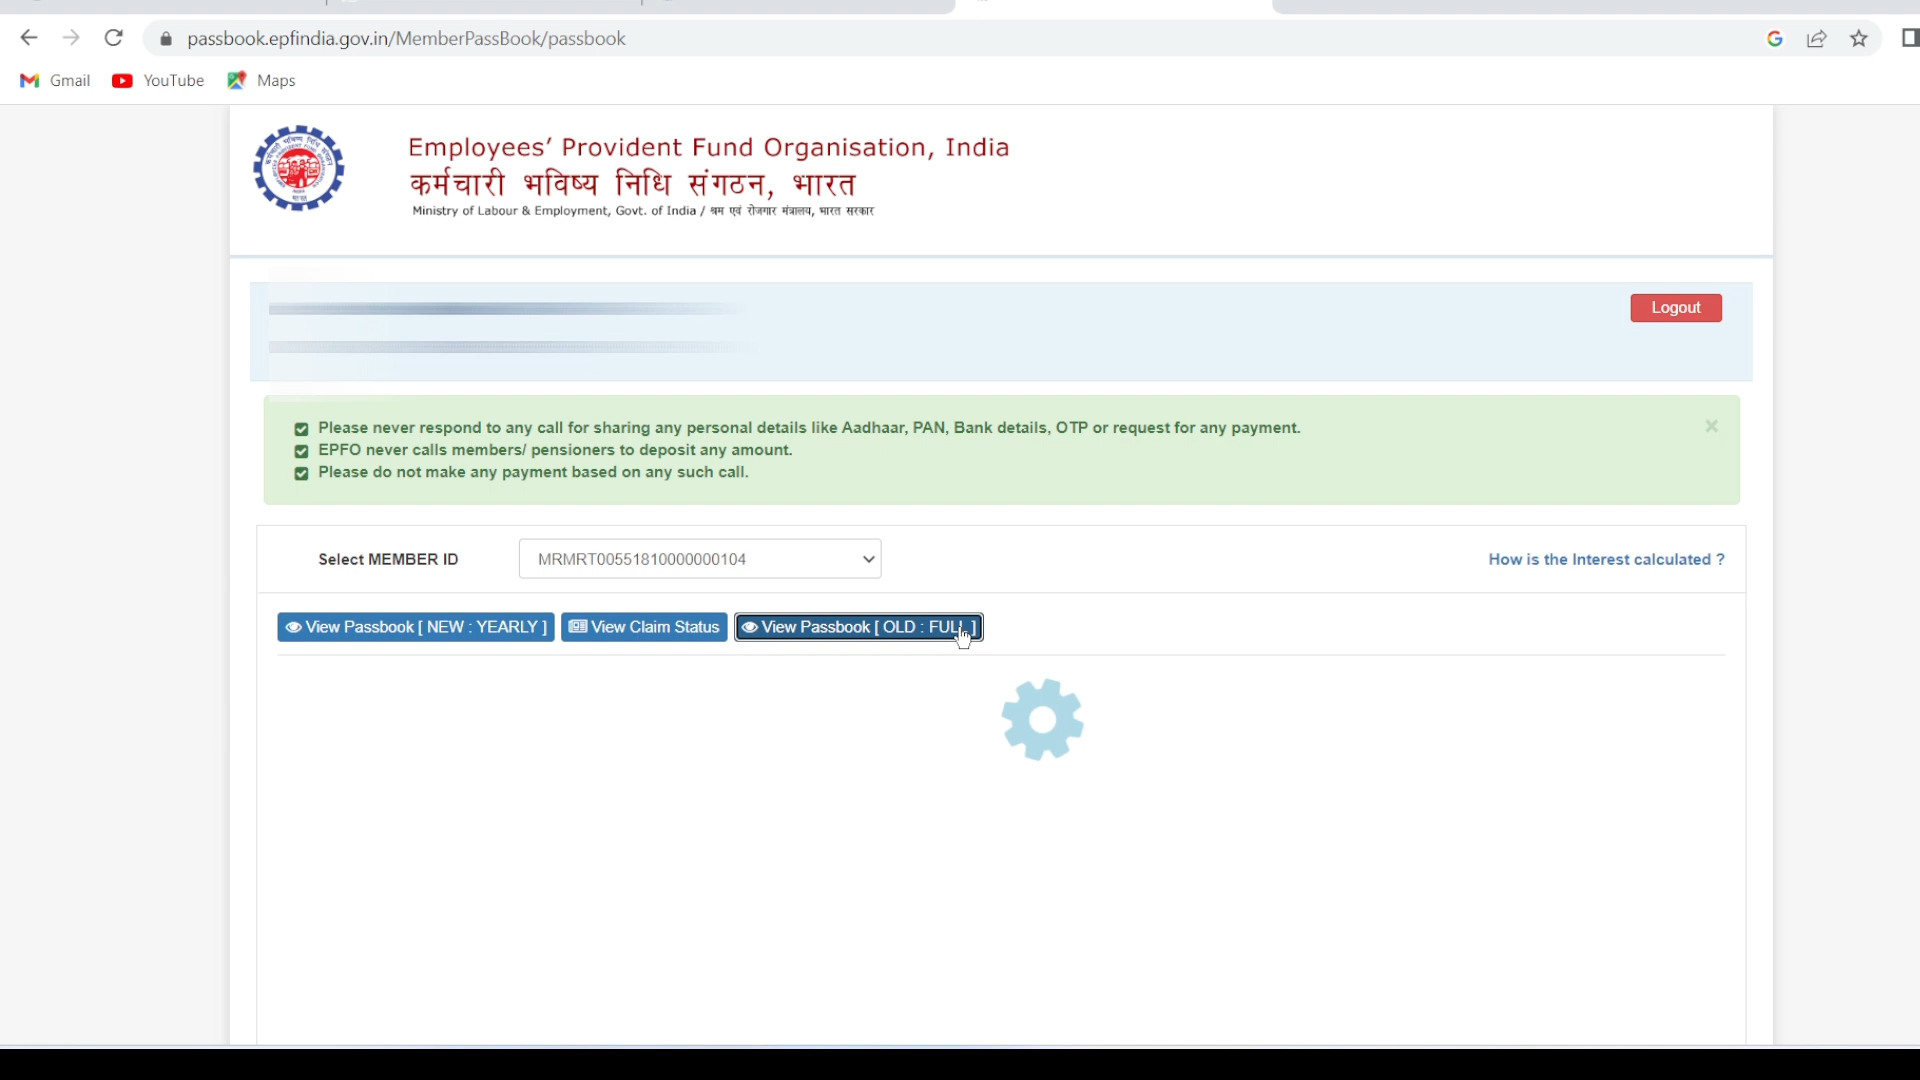 passbook.epfindia.gov.in/MemberPassBook/passbook
Gmail YouTube Maps
Employees' Provident Fund Organisation, India
कर्मचारी भविष्य निधि संगठन, भारत
Ministry of Labour & Employment, Govt. of India / श्रम एवं रोजगार मंत्रालय, भारत सरकार
Logout
Please never respond to any call for sharing any personal details like Aadhaar, PAN, Bank details, OTP or request for any payment.
EPFO never calls members/ pensioners to deposit any amount.
Please do not make any payment based on any such call.
Select MEMBER ID MRMRT00551810000000104 How is the Interest calculated ?
View Passbook [ NEW : YEARLY ] View Claim Status View Passbook [ OLD : FULL ]